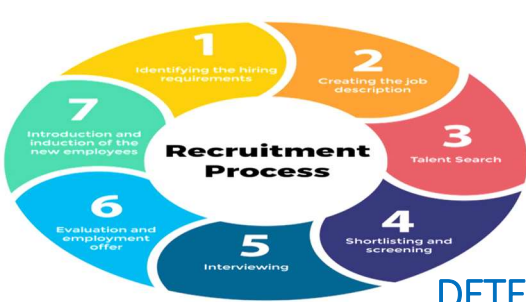 1
Identifying the hiring
requirements
2
Creating the job
description
3
Talent Search
4
Shortlisting and
screening
5
Interviewing
6
Evaluation and
employment
offer
7
Introduction and
induction of the
new employees
Recruitment
Process